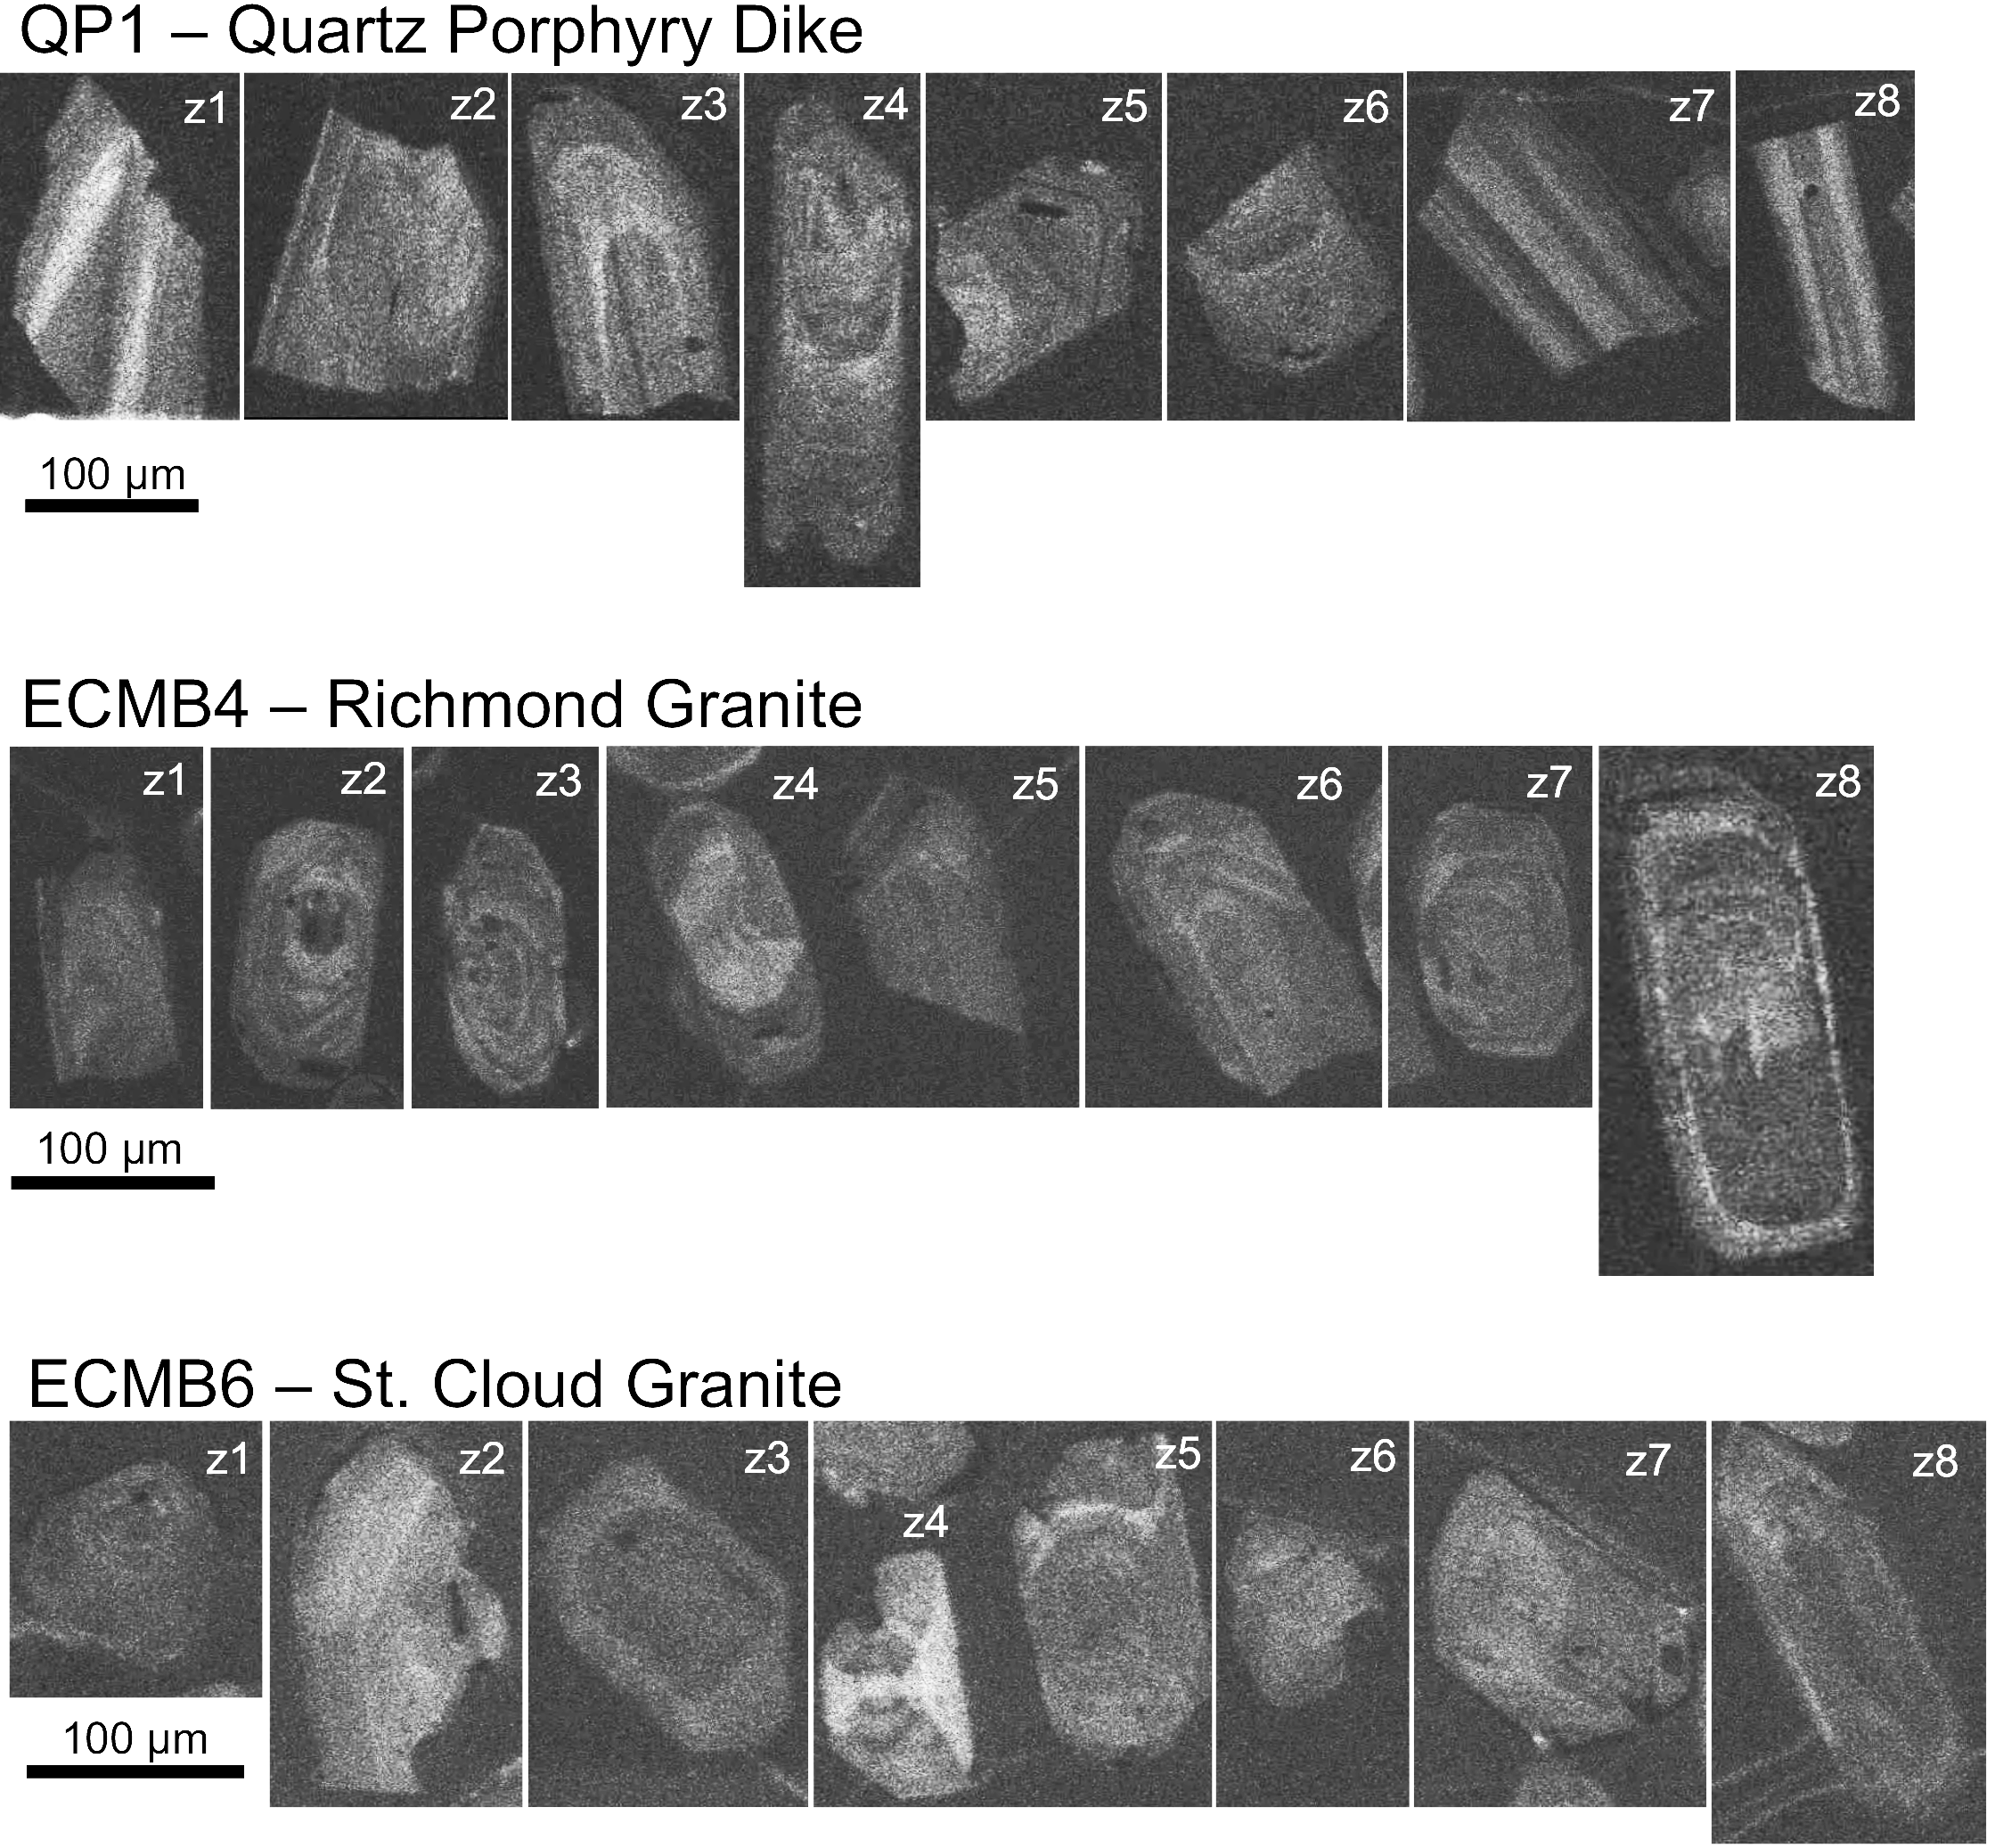 QP1 – Quartz Porphyry Dike
z1 z2 z3 z4 z5 z6 z7 z8
100 µm
ECMB4 – Richmond Granite
z1 z2 z3 z4 z5 z6 z7 z8
100 µm
ECMB6 – St. Cloud Granite
z1 z2 z3 z4 z5 z6 z7 z8
100 µm